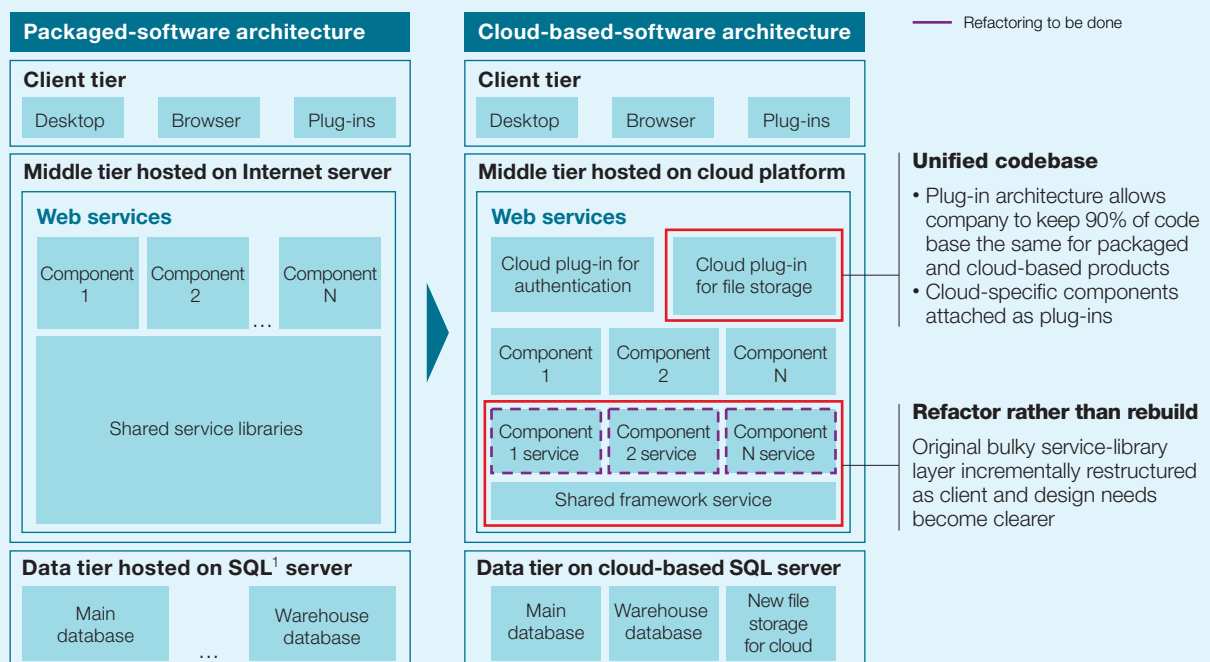 Packaged-software architecture
Client tier
Desktop
Browser
Plug-ins
Middle tier hosted on Internet server
Web services
Component
1
Component
2
...
Component
N
Shared service libraries
Data tier hosted on SQL¹ server
Main
database
...
Warehouse
database
Cloud-based-software architecture
Client tier
Desktop
Browser
Plug-ins
Middle tier hosted on cloud platform
Web services
Cloud plug-in for
authentication
Cloud plug-in
for file storage
Component
1
Component
2
Component
N
Component
1 service
Component
2 service
Component
N service
Shared framework service
Data tier on cloud-based SQL server
Main
database
Warehouse
database
New file
storage
for cloud
Refactoring to be done
Unified codebase
• Plug-in architecture allows
company to keep 90% of code
base the same for packaged
and cloud-based products
• Cloud-specific components
attached as plug-ins
Refactor rather than rebuild
Original bulky service-library
layer incrementally restructured
as client and design needs
become clearer